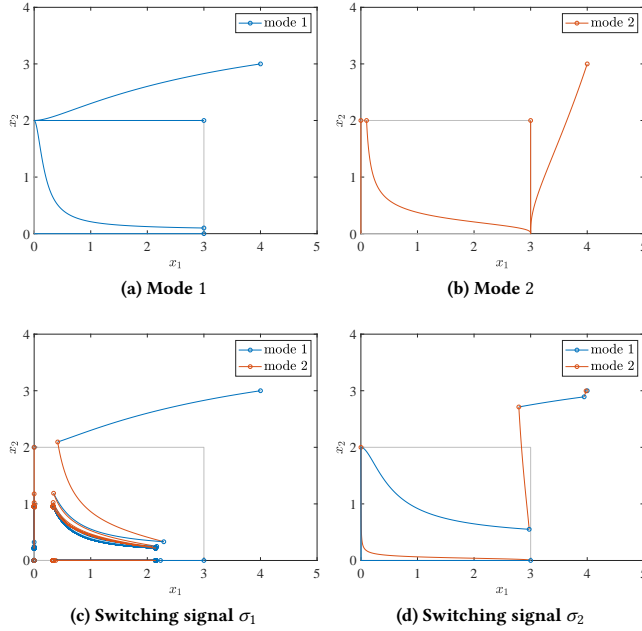 5
mode 1
4
3
x₂
2
1
0
0 1 2 3 4 5
x₁
(a) Mode 1
4
mode 2
3
x₂
2
1
0
0 1 2 3 4 5
x₁
(b) Mode 2
4
mode 1
mode 2
3
x₂
2
1
0
0 1 2 3 4 5
x₁
(c) Switching signal σ₁
4
mode 1
mode 2
3
x₂
2
1
0
0 1 2 3 4 5
x₁
(d) Switching signal σ₂